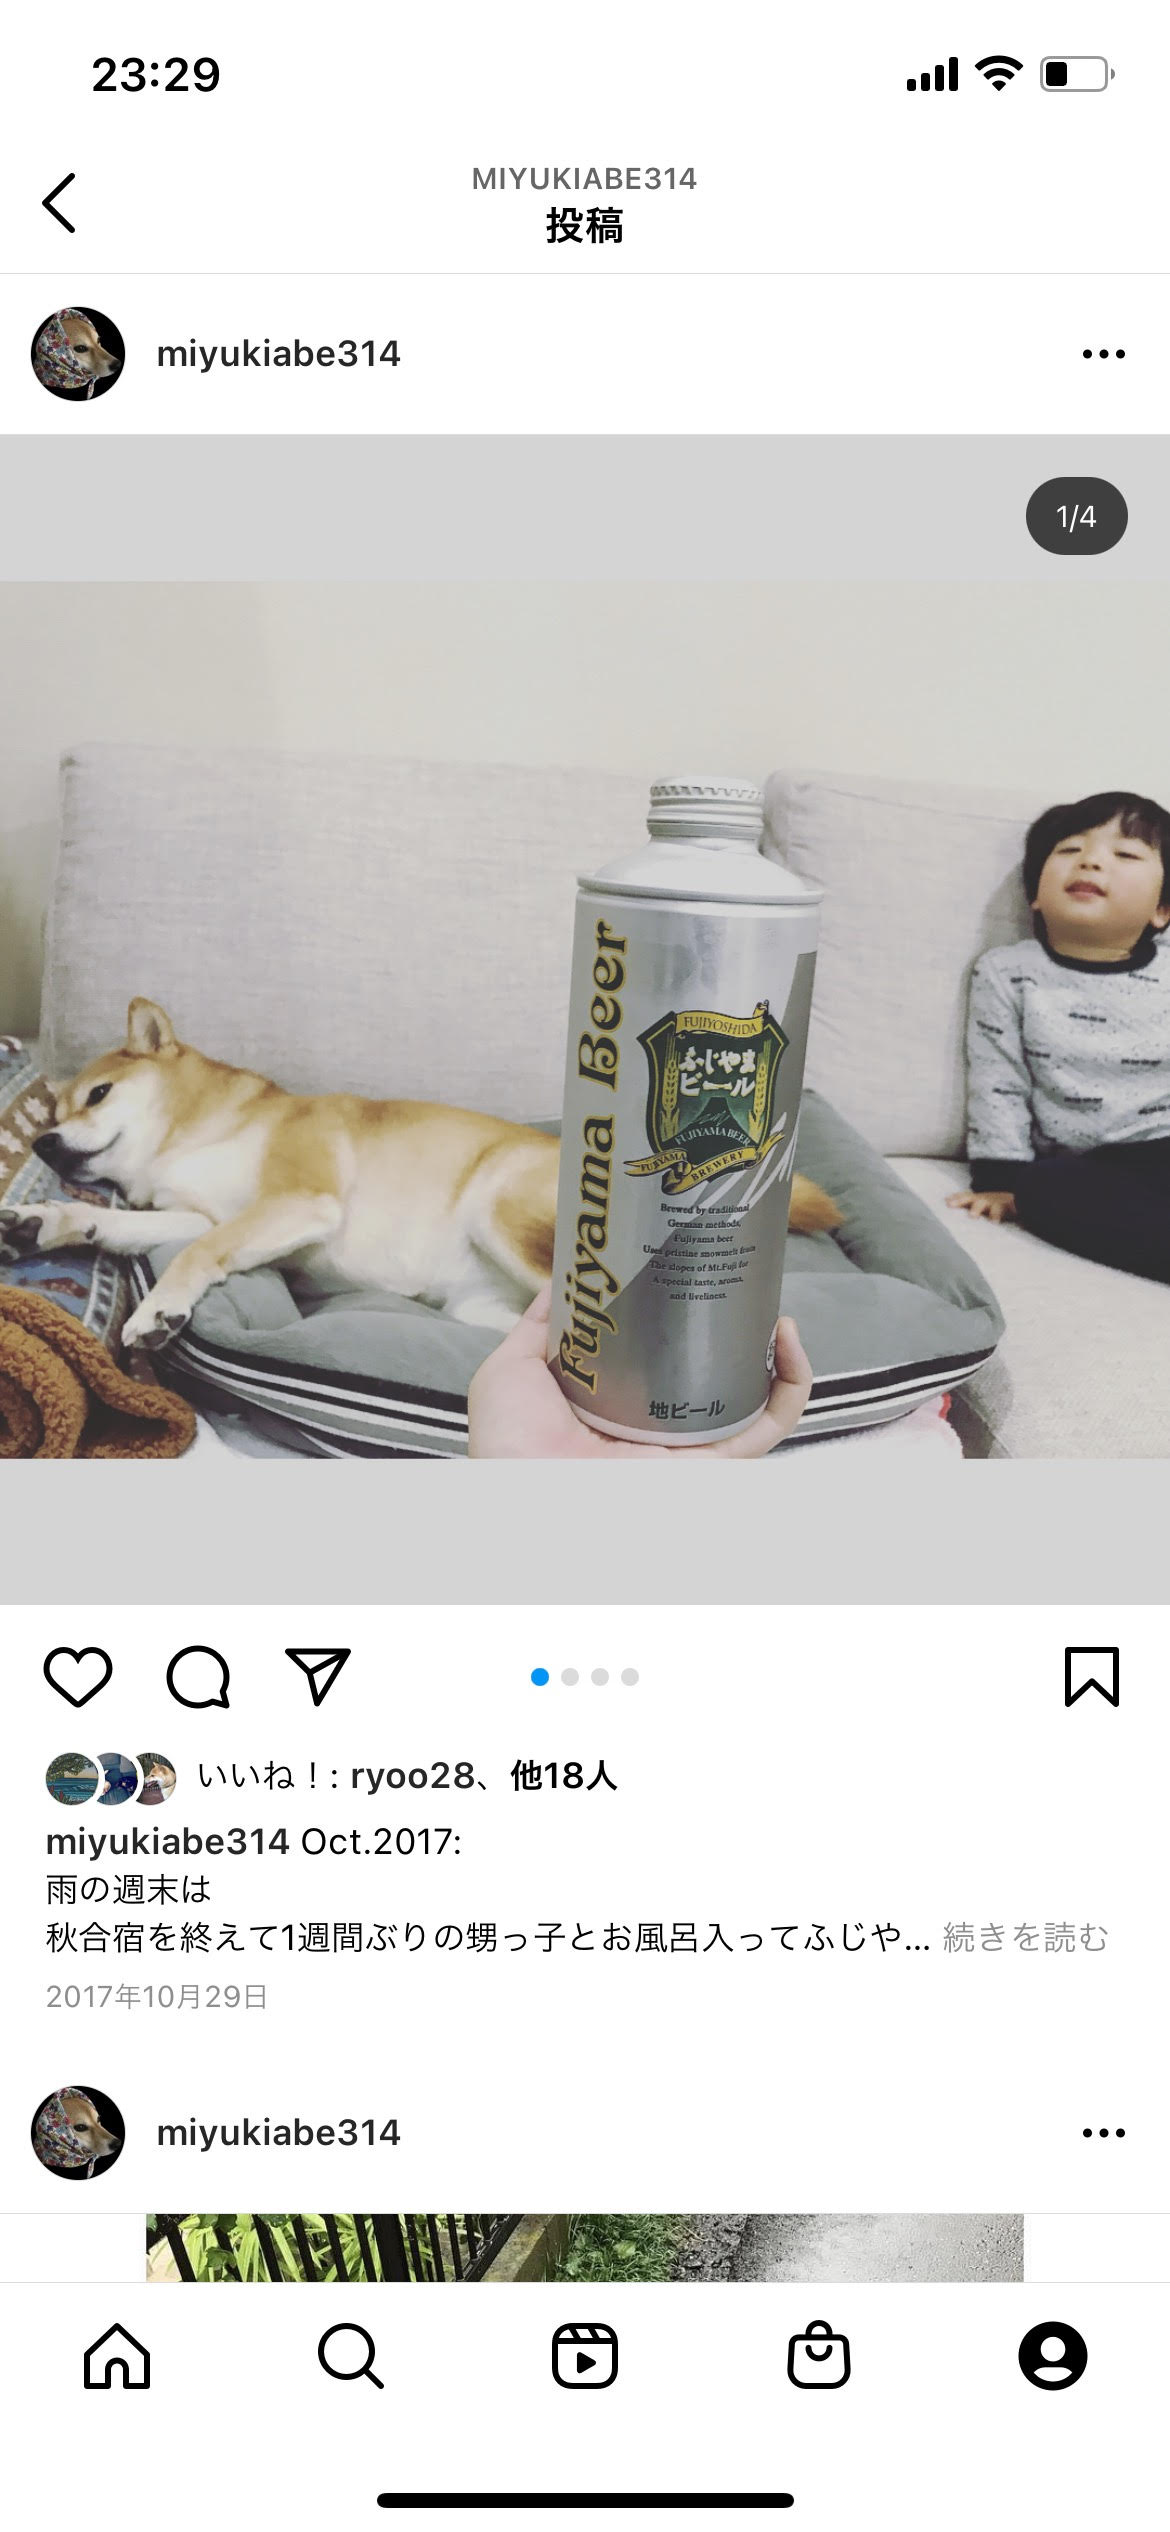 23:29
MIYUKIABE314
投稿
miyukiabe314
1/4
Fujiyama Beer
FUJIYOSHIDA
ふじやま
ビール
FUJIYAMA BEER
FUJIYAMA
BREWERY
Brewed by traditional
German methods,
Fujiyama beer
Uses pristine snowmelt from
The slopes of Mt.Fuji for
A special taste, aroma,
and liveliness.
地ビール
いいね！: ryoo28、他18人
miyukiabe314 Oct.2017:
雨の週末は
秋合宿を終えて1週間ぶりの甥っ子とお風呂入ってふじや... 続きを読む
2017年10月29日
miyukiabe314